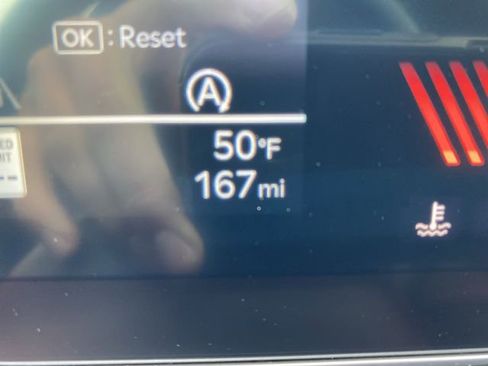 OK : Reset
A
50°F
167mi